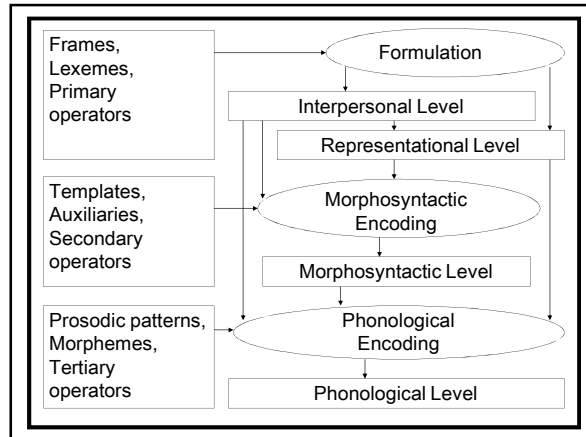 Frames,
Lexemes,
Primary
operators
Formulation
Interpersonal Level
Representational Level
Templates,
Auxiliaries,
Secondary
operators
Morphosyntactic
Encoding
Morphosyntactic Level
Prosodic patterns,
Morphemes,
Tertiary
operators
Phonological
Encoding
Phonological Level